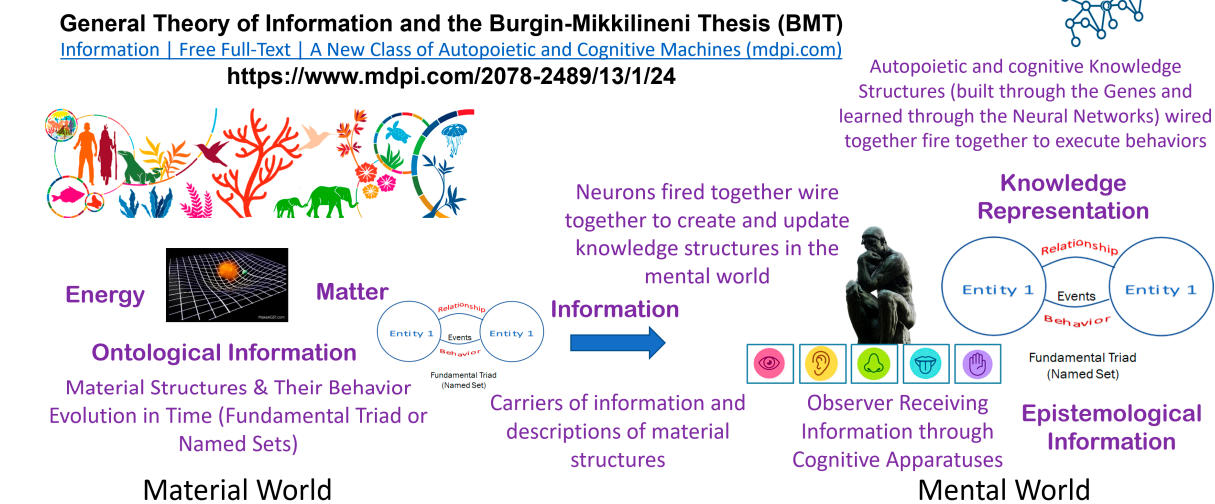 General Theory of Information and the Burgin-Mikkilineni Thesis (BMT)
Information | Free Full-Text | A New Class of Autopoietic and Cognitive Machines (mdpi.com)
https://www.mdpi.com/2078-2489/13/1/24
Autopoietic and cognitive Knowledge
Structures (built through the Genes and
learned through the Neural Networks) wired
together fire together to execute behaviors
Neurons fired together wire
together to create and update
knowledge structures in the
mental world
Knowledge
Representation
Relationship
Entity 1
Events
Entity 1
Behavior
Fundamental Triad
(Named Set)
Energy
MakeAGIF.com
Matter
Relationship
Entity 1
Events
Entity 1
Behavior
Fundamental Triad
(Named Set)
Information
Ontological Information
Material Structures & Their Behavior
Evolution in Time (Fundamental Triad or
Named Sets)
Carriers of information and
descriptions of material
structures
Observer Receiving
Information through
Cognitive Apparatuses
Epistemological
Information
Material World
Mental World